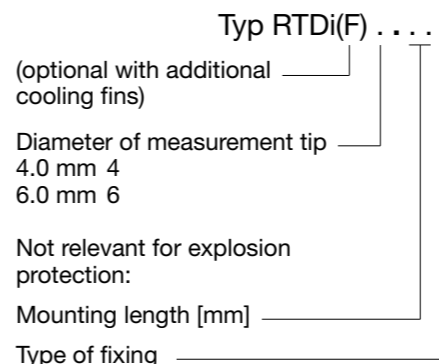 Typ RTDi(F) . . . .
(optional with additional
cooling fins)
Diameter of measurement tip
4.0 mm 4
6.0 mm 6
Not relevant for explosion
protection:
Mounting length [mm]
Type of fixing